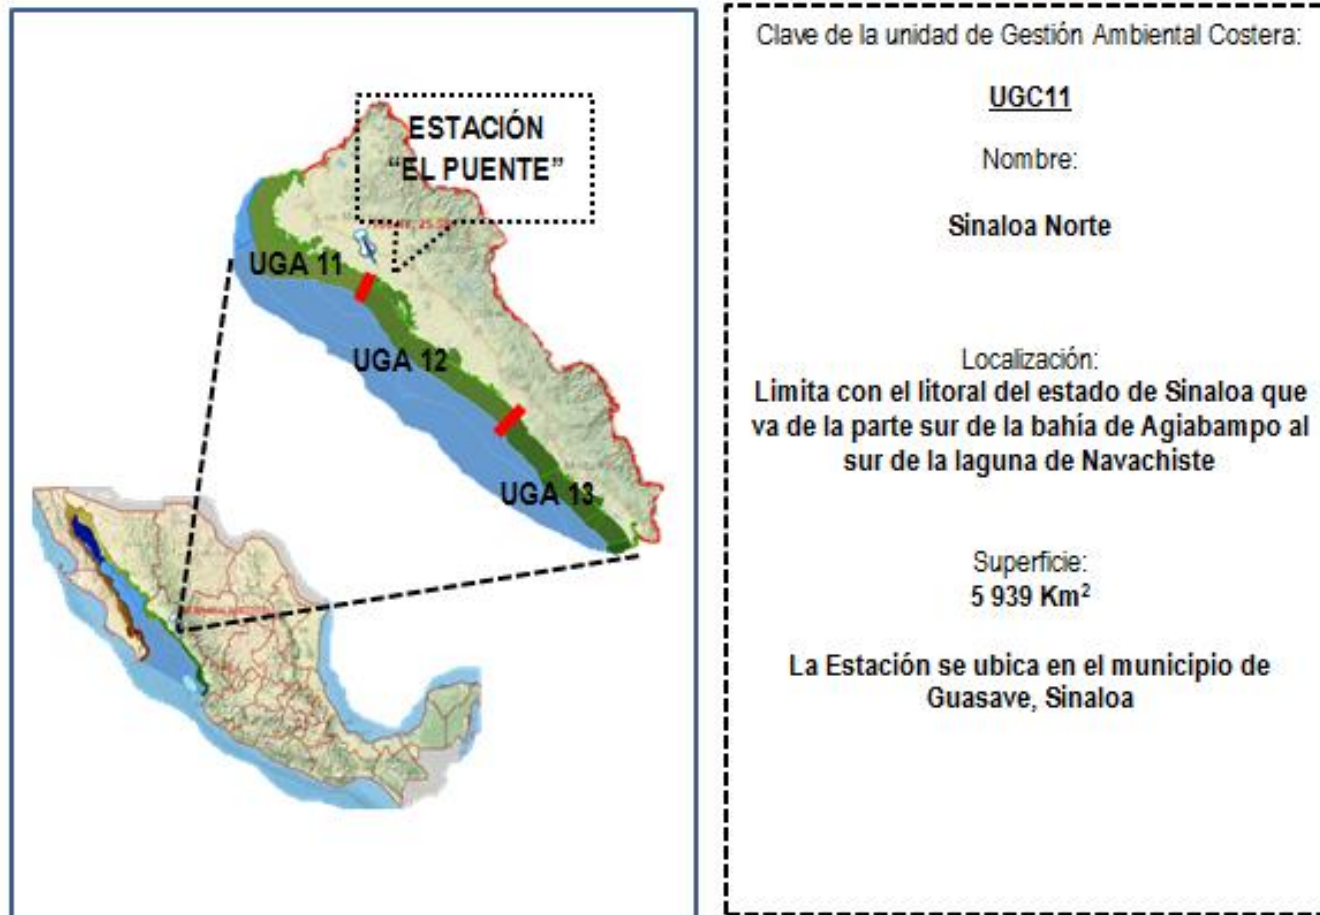 ESTACIÓN
“EL PUENTE”
UGA 11
UGA 12
UGA 13
Clave de la unidad de Gestión Ambiental Costera:
UGC11
Nombre:
Sinaloa Norte
Localización:
Limita con el litoral del estado de Sinaloa que
va de la parte sur de la bahía de Agiabampo al
sur de la laguna de Navachiste
Superficie:
5 939 Km²
La Estación se ubica en el municipio de
Guasave, Sinaloa